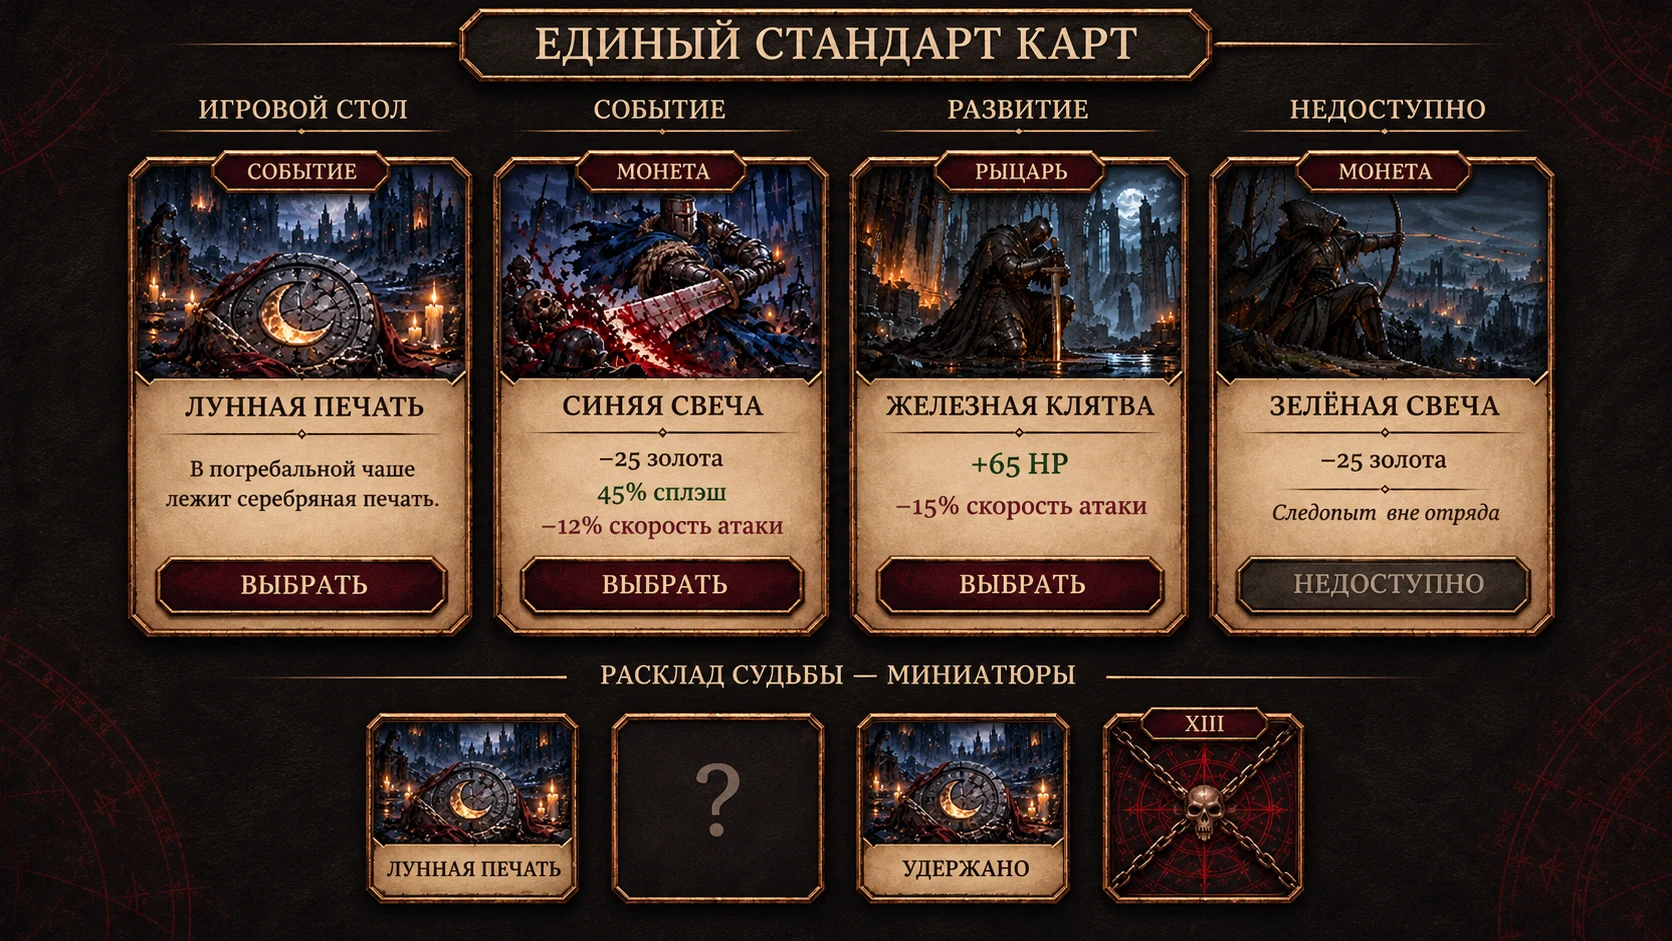 ЕДИНЫЙ СТАНДАРТ КАРТ
ИГРОВОЙ СТОЛ
СОБЫТИЕ
ЛУННАЯ ПЕЧАТЬ
В погребальной чаше
лежит серебряная печать.
ВЫБРАТЬ
СОБЫТИЕ
МОНЕТА
СИНЯЯ СВЕЧА
−25 золота
45% сплэш
−12% скорость атаки
ВЫБРАТЬ
РАЗВИТИЕ
РЫЦАРЬ
ЖЕЛЕЗНАЯ КЛЯТВА
+65 HP
−15% скорость атаки
ВЫБРАТЬ
НЕДОСТУПНО
МОНЕТА
ЗЕЛЁНАЯ СВЕЧА
−25 золота
Следопыт вне отряда
НЕДОСТУПНО
РАСКЛАД СУДЬБЫ — МИНИАТЮРЫ
ЛУННАЯ ПЕЧАТЬ
?
УДЕРЖАНО
XIII